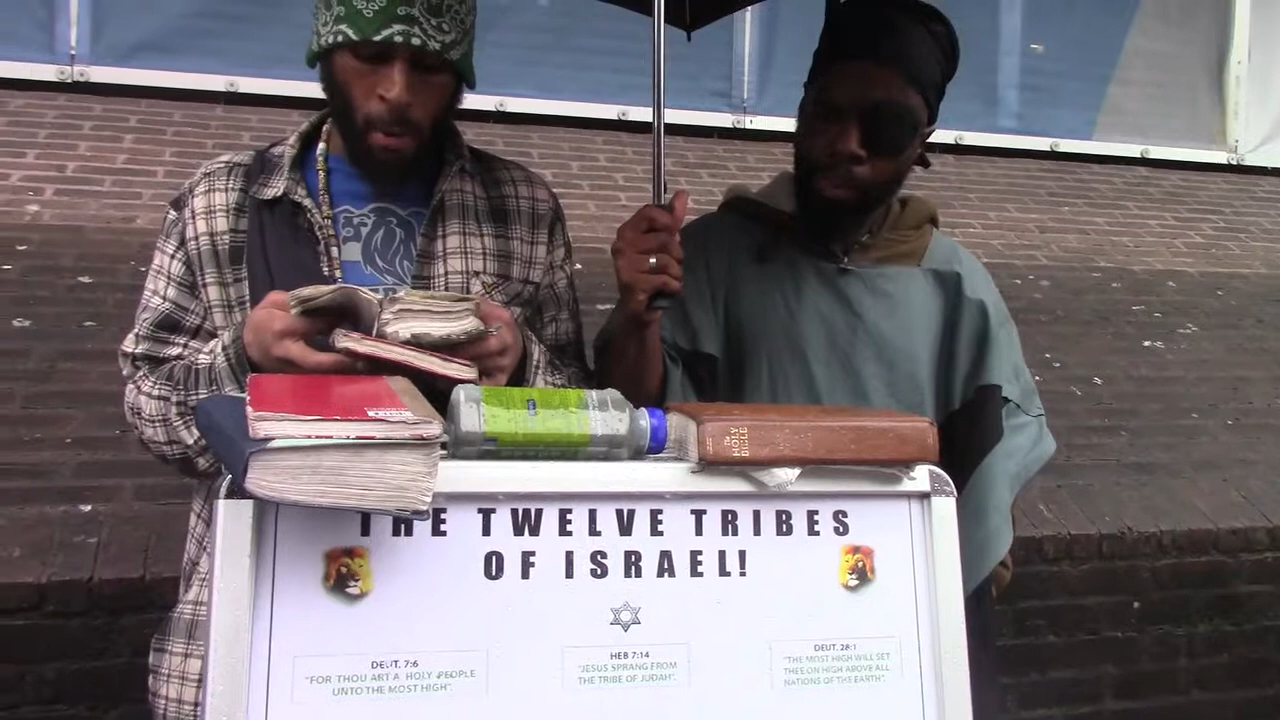 THE TWELVE TRIBES
OF ISRAEL!
DEUT. 7:6
"FOR THOU ART A HOLY PEOPLE
UNTO THE MOST HIGH".
HEB 7:14
"JESUS SPRANG FROM
THE TRIBE OF JUDAH".
DEUT. 28:1
"THE MOST HIGH WILL SET
THEE ON HIGH ABOVE ALL
NATIONS OF THE EARTH".
The
HOLY
BIBLE